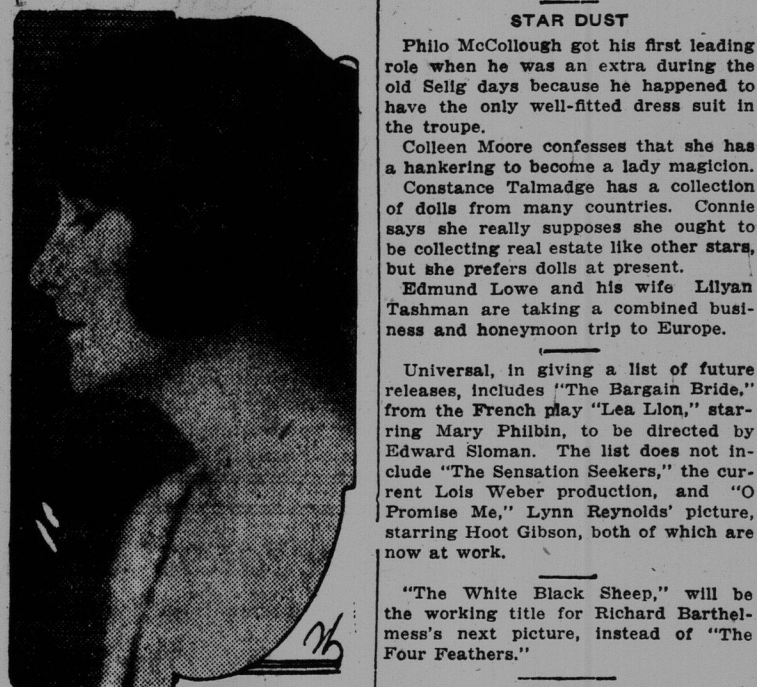 STAR DUST
Philo McCollough got his first leading
role when he was an extra during the
old Selig days because he happened to
have the only well-fitted dress suit in
the troupe.
Colleen Moore confesses that she has
a hankering to become a lady magicion.
Constance Talmadge has a collection
of dolls from many countries. Connie
says she really supposes she ought to
be collecting real estate like other stars,
but she prefers dolls at present.
Edmund Lowe and his wife Lilyan
Tashman are taking a combined busi-
ness and honeymoon trip to Europe.
Universal, in giving a list of future
releases, includes "The Bargain Bride,"
from the French play "Lea Lion," star-
ring Mary Philbin, to be directed by
Edward Sloman. The list does not in-
clude "The Sensation Seekers," the cur-
rent Lois Weber production, and "O
Promise Me," Lynn Reynolds' picture,
starring Hoot Gibson, both of which are
now at work.
"The White Black Sheep," will be
the working title for Richard Barthel-
mess's next picture, instead of "The
Four Feathers."